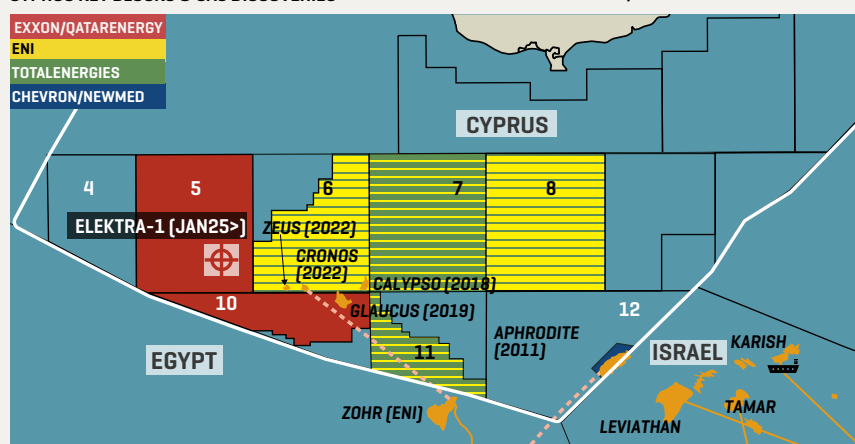 EXXON/QATARENERGY
ENI
TOTALENERGIES
CHEVRON/NEWMED
CYPRUS
4
5
6
7
8
ELEKTRA-1 (JAN25>)
ZEUS (2022)
CRONOS
(2022)
CALYPSO (2018)
10
GLAUCUS (2019)
12
APHRODITE
(2011)
11
ISRAEL
KARISH
EGYPT
ZOHR (ENI)
LEVIATHAN
TAMAR